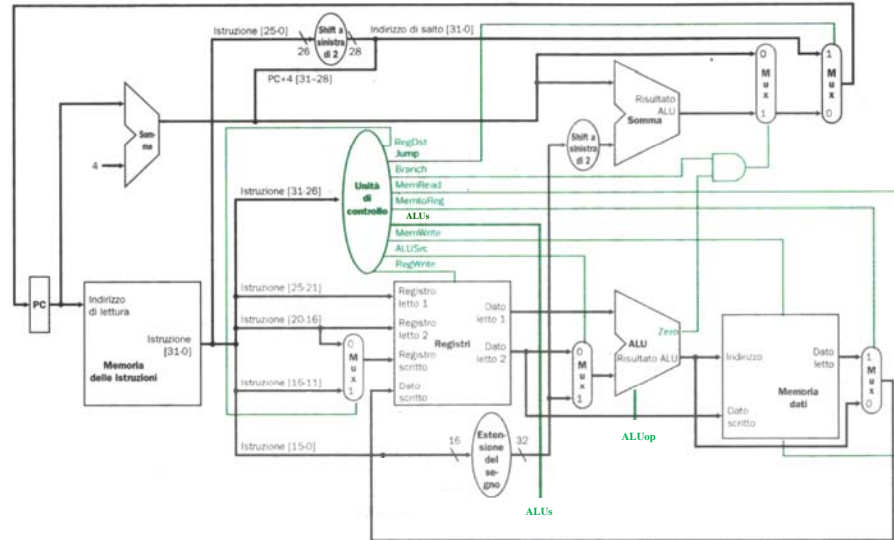 Istruzione [25-0]
26
Shift a
sinistra
di 2
28
Indirizzo di salto [31-0]
PC+4 [31-28]
Som-
ma
4
Risultato
ALU
Somma
Shift a
sinistra
di 2
0
Mux
1
1
Mux
0
Istruzione [31-26]
Unità
di
controllo
RegDst
Jump
Branch
MemRead
MemtoReg
ALUs
MemWrite
ALUSrc
RegWrite
PC
Indirizzo
di lettura
Istruzione
[31-0]
Memoria
delle istruzioni
Istruzione [25-21]
Istruzione [20-16]
Istruzione [16-11]
Istruzione [15-0]
0
Mux
1
Registro
letto 1
Registro
letto 2
Registro
scritto
Dato
scritto
Registri
Dato
letto 1
Dato
letto 2
0
Mux
1
Zero
ALU
Risultato ALU
ALUop
Indirizzo
Dato
letto
Memoria
dati
Dato
scritto
1
Mux
0
16
Esten-
sione
del
se-
gno
32
ALUs